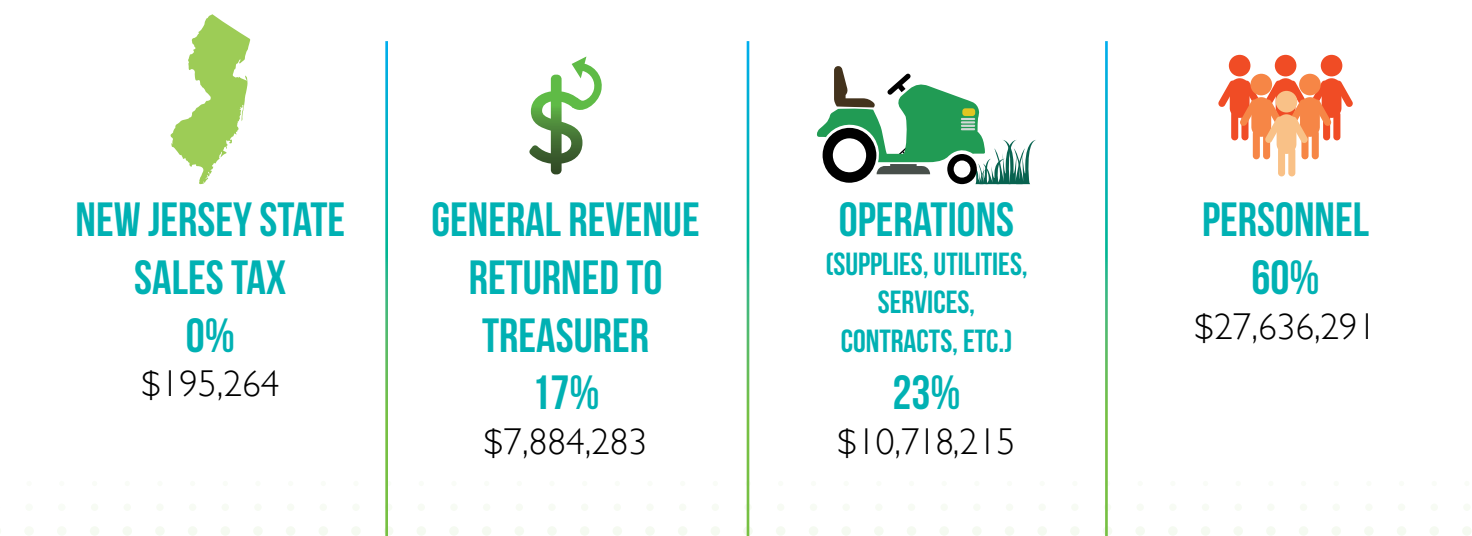 NEW JERSEY STATE
SALES TAX
0%
$195,264
GENERAL REVENUE
RETURNED TO
TREASURER
17%
$7,884,283
OPERATIONS
(SUPPLIES, UTILITIES,
SERVICES,
CONTRACTS, ETC.)
23%
$10,718,215
PERSONNEL
60%
$27,636,291